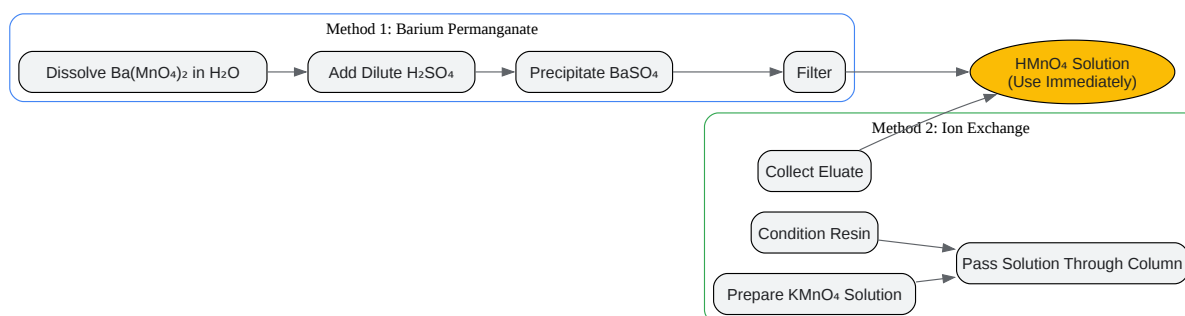 Method 1: Barium Permanganate
Dissolve Ba(MnO₄)₂ in H₂O
Add Dilute H₂SO₄
Precipitate BaSO₄
Filter
HMnO₄ Solution
(Use Immediately)
Method 2: Ion Exchange
Collect Eluate
Condition Resin
Pass Solution Through Column
Prepare KMnO₄ Solution